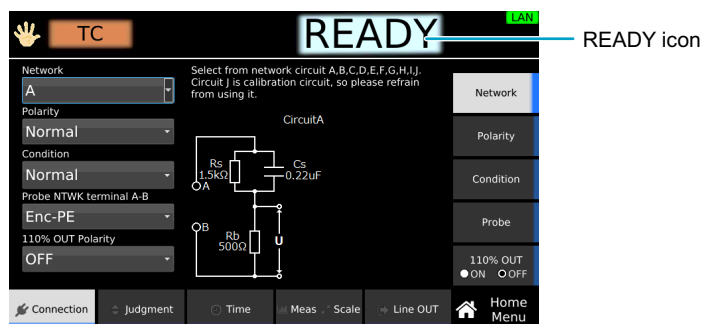 TC
READY
LAN
READY icon
Network
A
Polarity
Normal
Condition
Normal
Probe NTWK terminal A-B
Enc-PE
110% OUT Polarity
OFF
Select from network circuit A,B,C,D,E,F,G,H,I,J.
Circuit J is calibration circuit, so please refrain
from using it.
CircuitA
Rs
1.5kΩ
Cs
0.22uF
A
B
Rb
500Ω
U
Network
Polarity
Condition
Probe
110% OUT
ON OFF
Connection
Judgment
Time
Meas Scale
Line OUT
Home
Menu